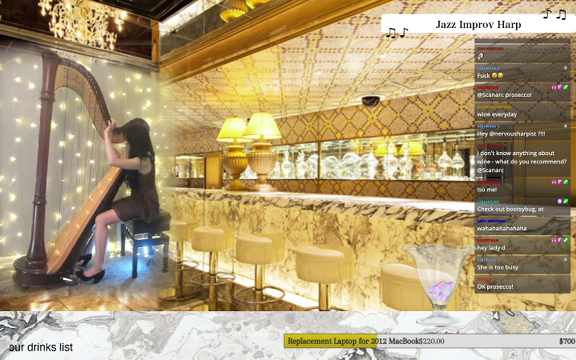 Jazz Improv Harp
Fuck
@Scanarc prosecco!
wine everyday
Hey @nervousharpist ?!!!
i don't know anything about
wine - what do you recommend?
@Scanarc
!so me!
Check out bootsybug, at
wahahahahahaha
hey lady d
She is too busy
OK prosecco!
our drinks list
Replacement Laptop for 2012 MacBook $220.00
$700